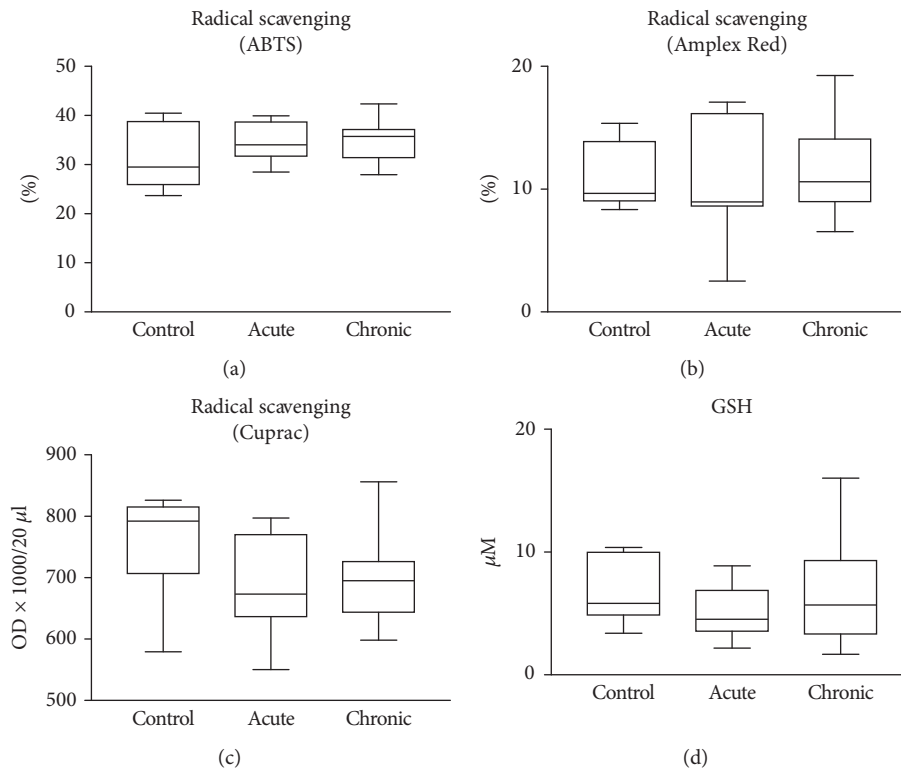 Radical scavenging
(ABTS)
50
40
30
20
10
0
(%)
Control Acute Chronic
(a)
Radical scavenging
(Amplex Red)
20
10
0
(%)
Control Acute Chronic
(b)
Radical scavenging
(Cuprac)
900
800
700
600
500
OD × 1000/20 μl
Control Acute Chronic
(c)
GSH
20
10
0
μM
Control Acute Chronic
(d)